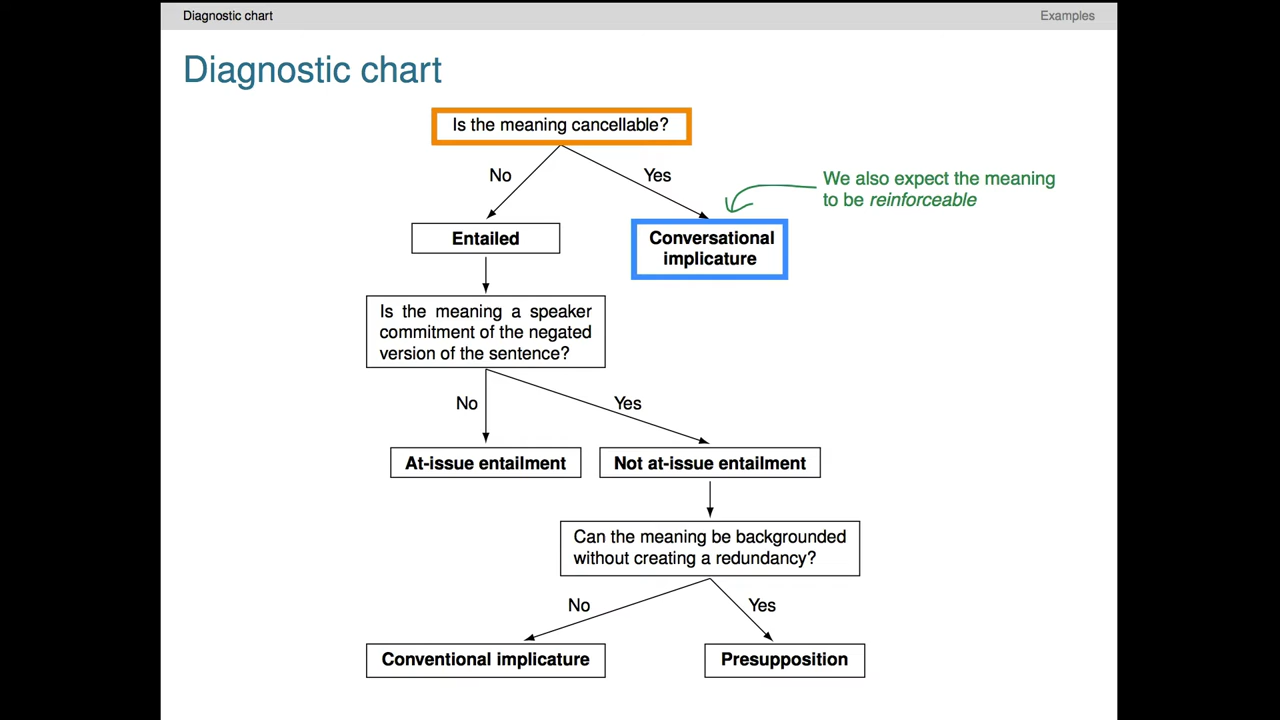 Diagnostic chart
Examples
Diagnostic chart
Is the meaning cancellable?
No
Yes
We also expect the meaning
to be reinforceable
Entailed
Conversational
implicature
Is the meaning a speaker
commitment of the negated
version of the sentence?
No
Yes
At-issue entailment
Not at-issue entailment
Can the meaning be backgrounded
without creating a redundancy?
No
Yes
Conventional implicature
Presupposition